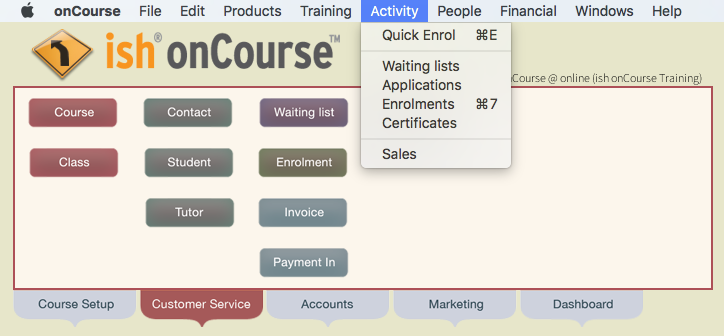 onCourse File Edit Products Training Activity People Financial Windows Help
Quick Enrol ⌘E
Waiting lists
Applications
Enrolments ⌘7
Certificates
Sales
ish® onCourse™
Course @ online (ish onCourse Training)
Course Contact Waiting list
Class Student Enrolment
Tutor Invoice
Payment In
Course Setup Customer Service Accounts Marketing Dashboard